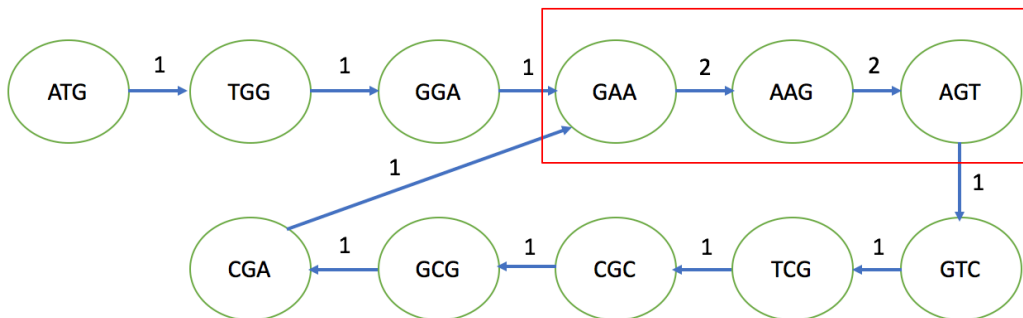 1 1 1 2 2
ATG TGG GGA GAA AAG AGT
1 1
1 1 1 1
CGA GCG CGC TCG GTC